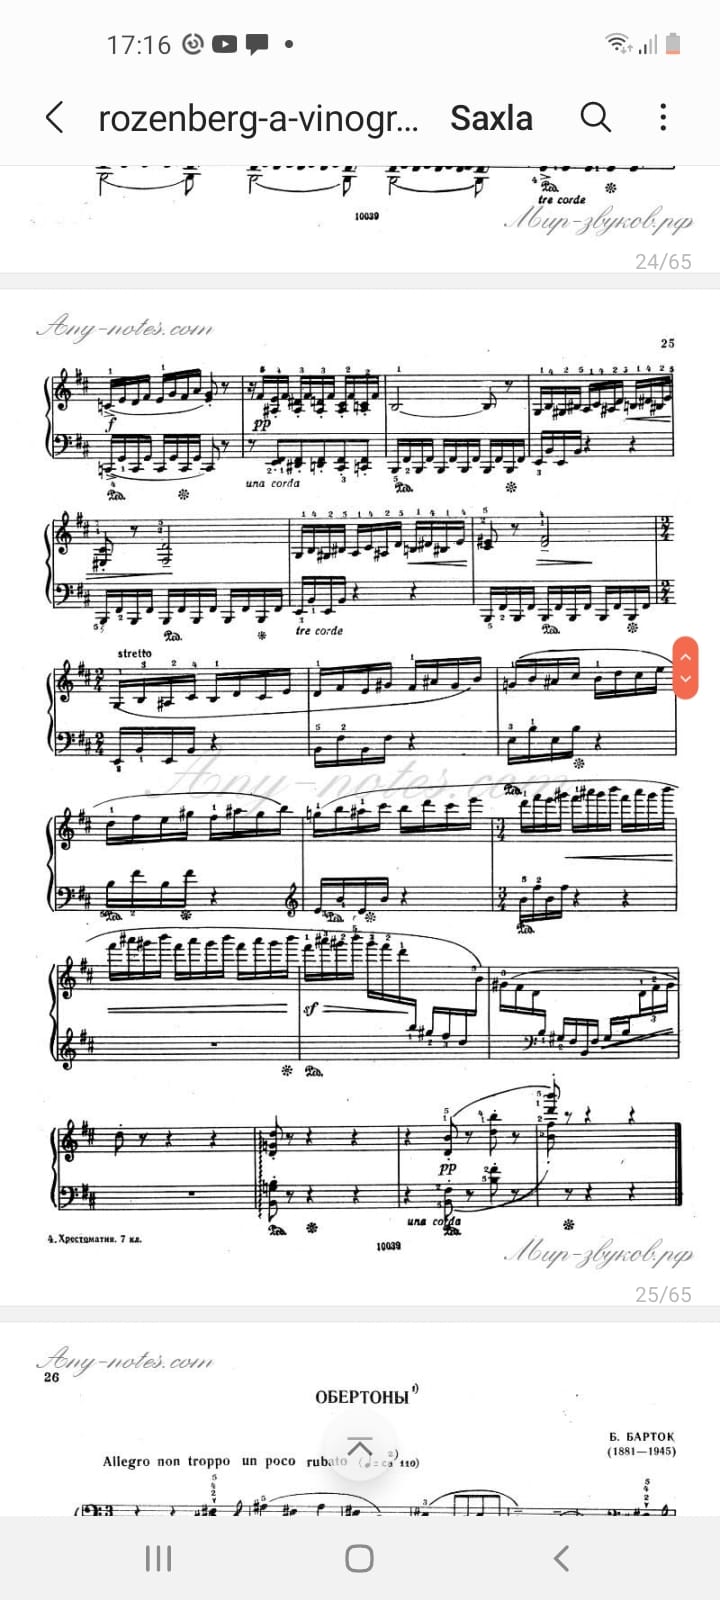 17:16
rozenberg-a-vinogr... Saxla
tre corde
10039
Мир-звуков.рф
24/65
Any-notes.com
25
f
pp
una corda
tre corde
stretto
Any-notes.com
sf
pp
una corda
4. Хрестоматия. 7 кл.
10039
Мир-звуков.рф
25/65
Any-notes.com
26
ОБЕРТОНЫ¹⁾
Б. БАРТОК
(1881—1945)
Allegro non troppo un poco rubato (♩ = ca 110)²⁾